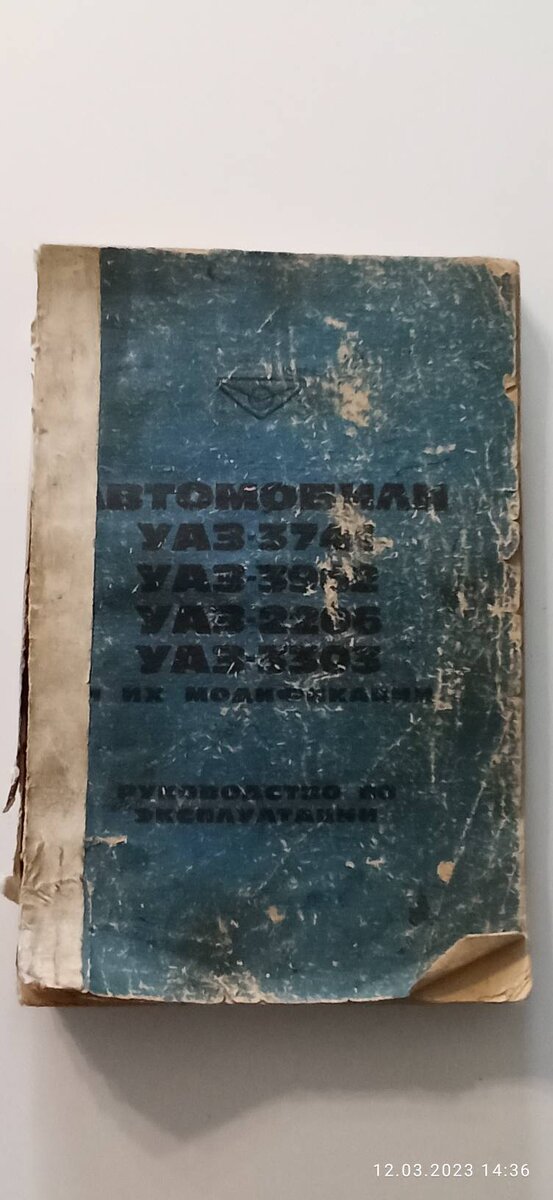 АВТОМОБИЛИ
УАЗ-3741
УАЗ-3962
УАЗ-2206
УАЗ-3303
И ИХ МОДИФИКАЦИИ
РУКОВОДСТВО ПО
ЭКСПЛУАТАЦИИ
12.03.2023 14:36